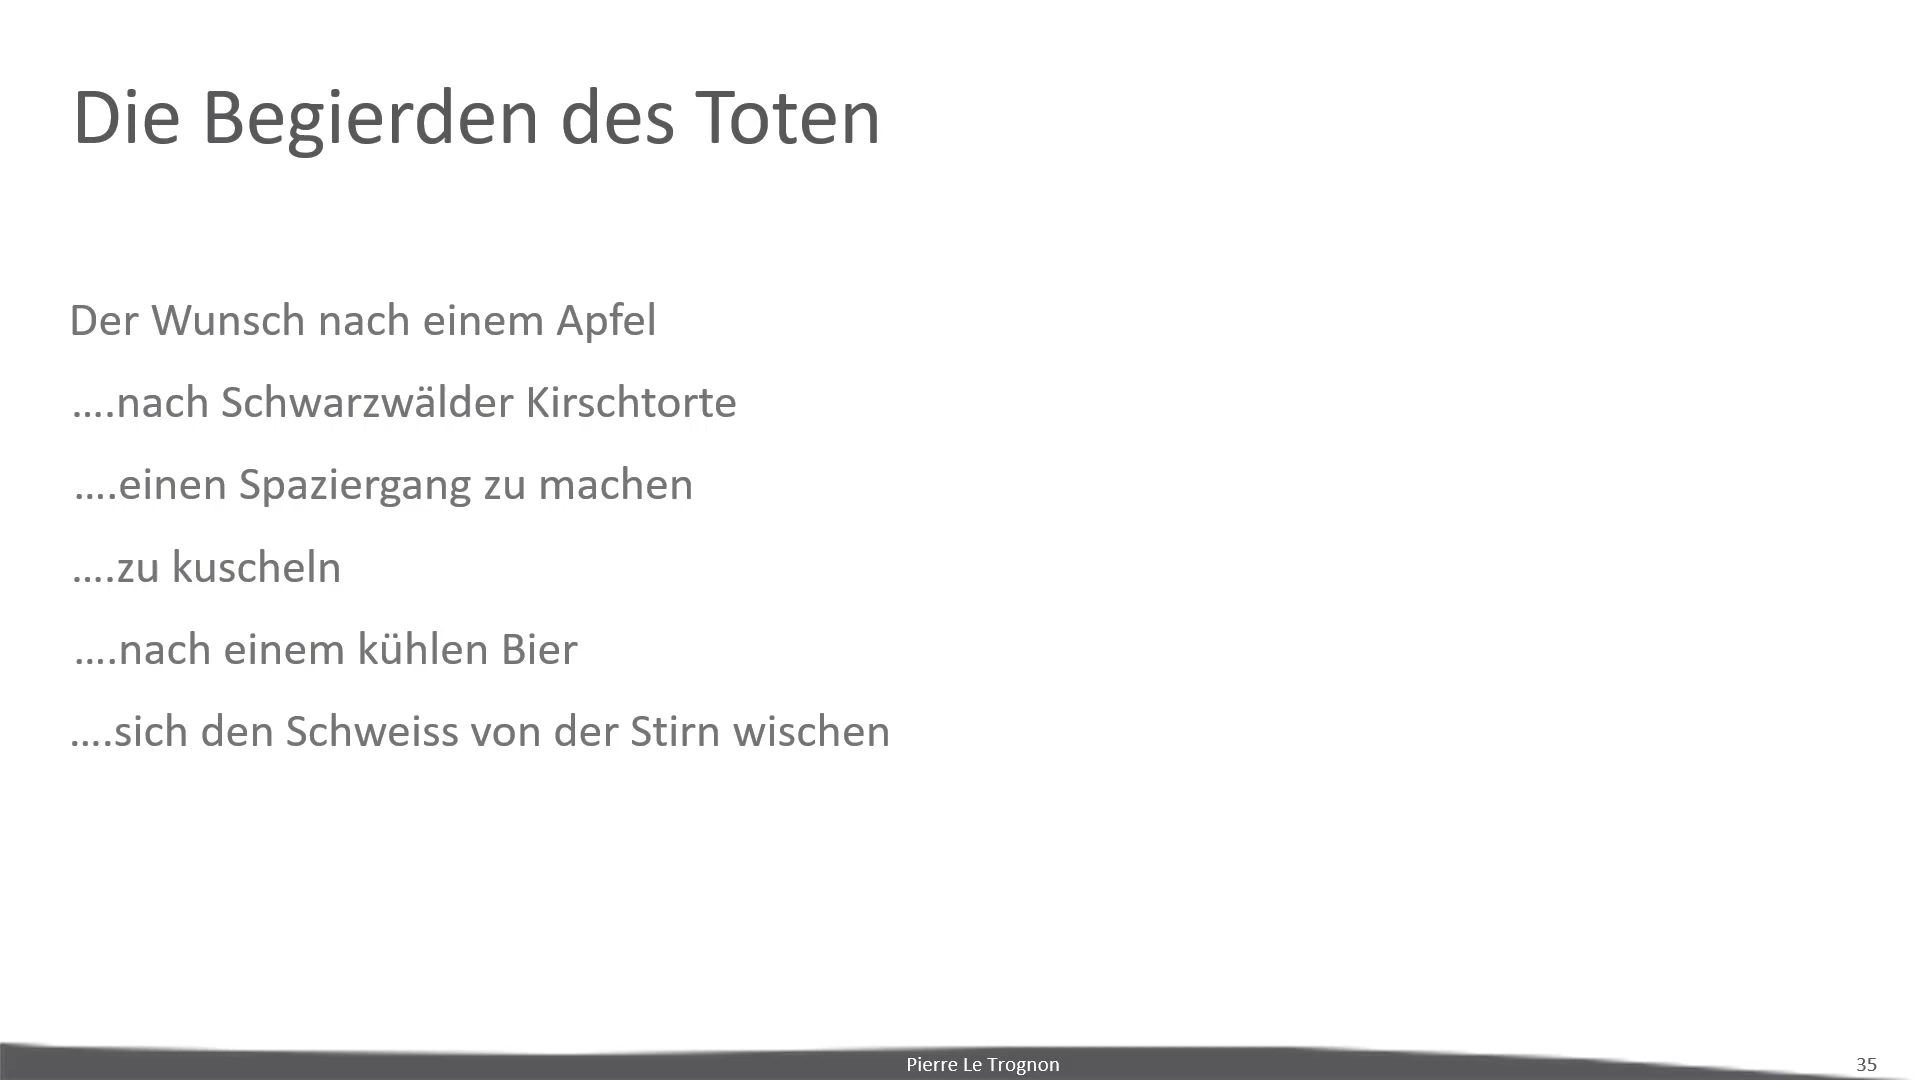 Die Begierden des Toten
Der Wunsch nach einem Apfel
....nach Schwarzwälder Kirschtorte
....einen Spaziergang zu machen
....zu kuscheln
....nach einem kühlen Bier
....sich den Schweiss von der Stirn wischen
Pierre Le Trognon
35